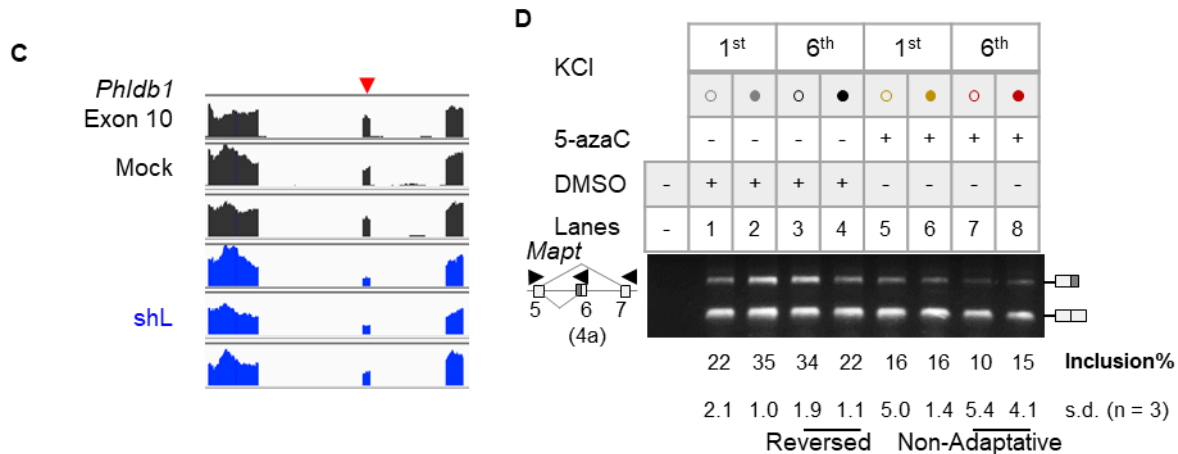 C
Phldb1
Exon 10
Mock
shL
D
KCl
1st 6th 1st 6th
5-azaC - - - - + + + +
DMSO - + + + + - - - -
Lanes - 1 2 3 4 5 6 7 8
Mapt
5 6 7
(4a)
22 35 34 22 16 16 10 15 Inclusion%
2.1 1.0 1.9 1.1 5.0 1.4 5.4 4.1 s.d. (n = 3)
Reversed Non-Adaptative